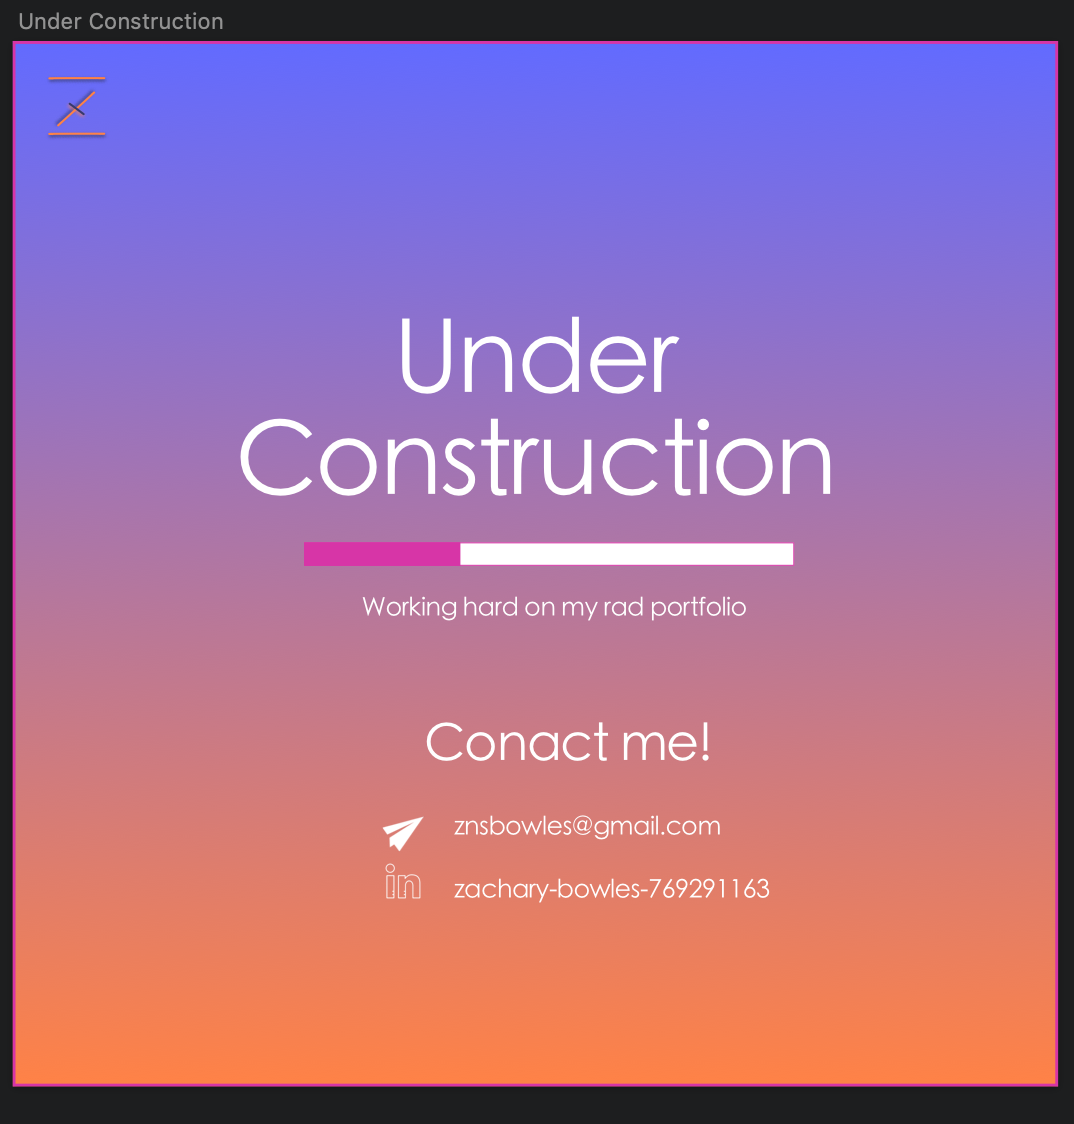 Under Construction
Under
Construction
Working hard on my rad portfolio
Conact me!
znsbowles@gmail.com
in
zachary-bowles-769291163